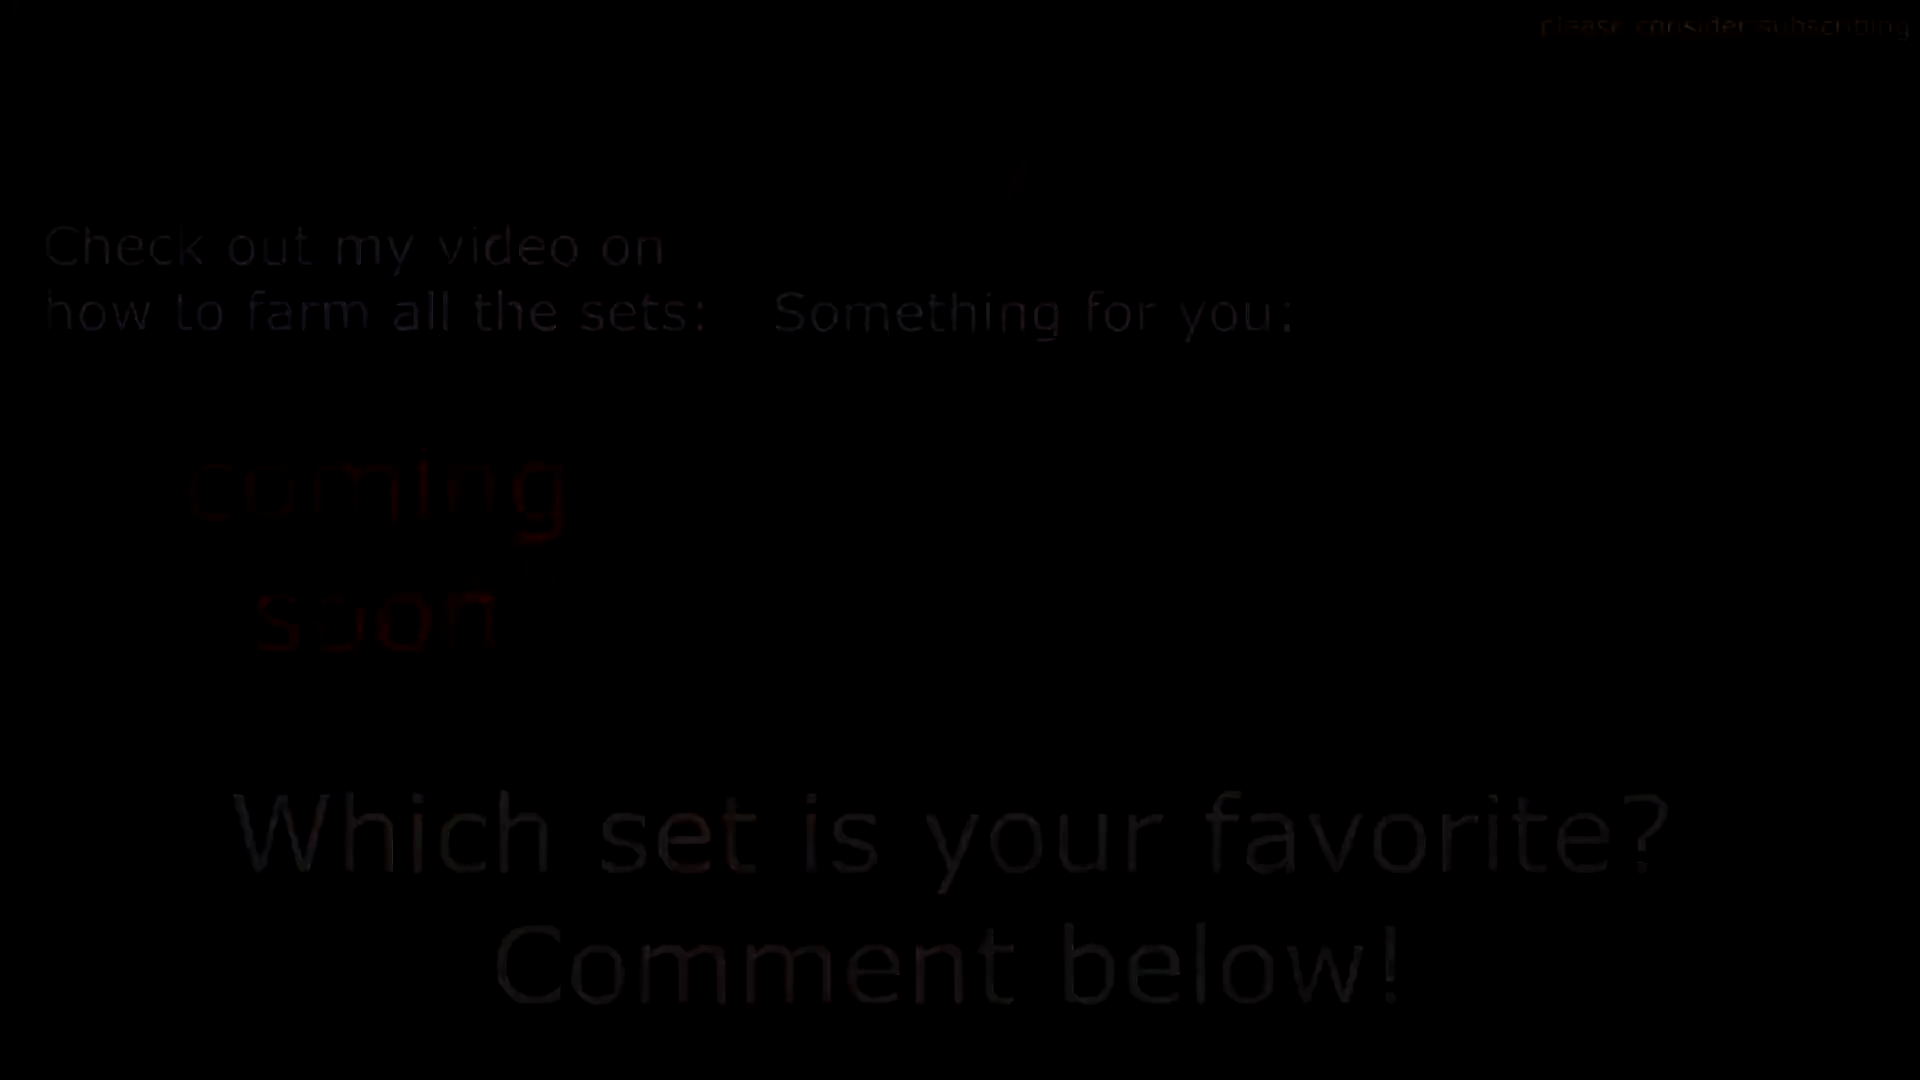 please consider subscribing
Check out my video on
how to farm all the sets:
Something for you:
coming
soon
Which set is your favorite?
Comment below!